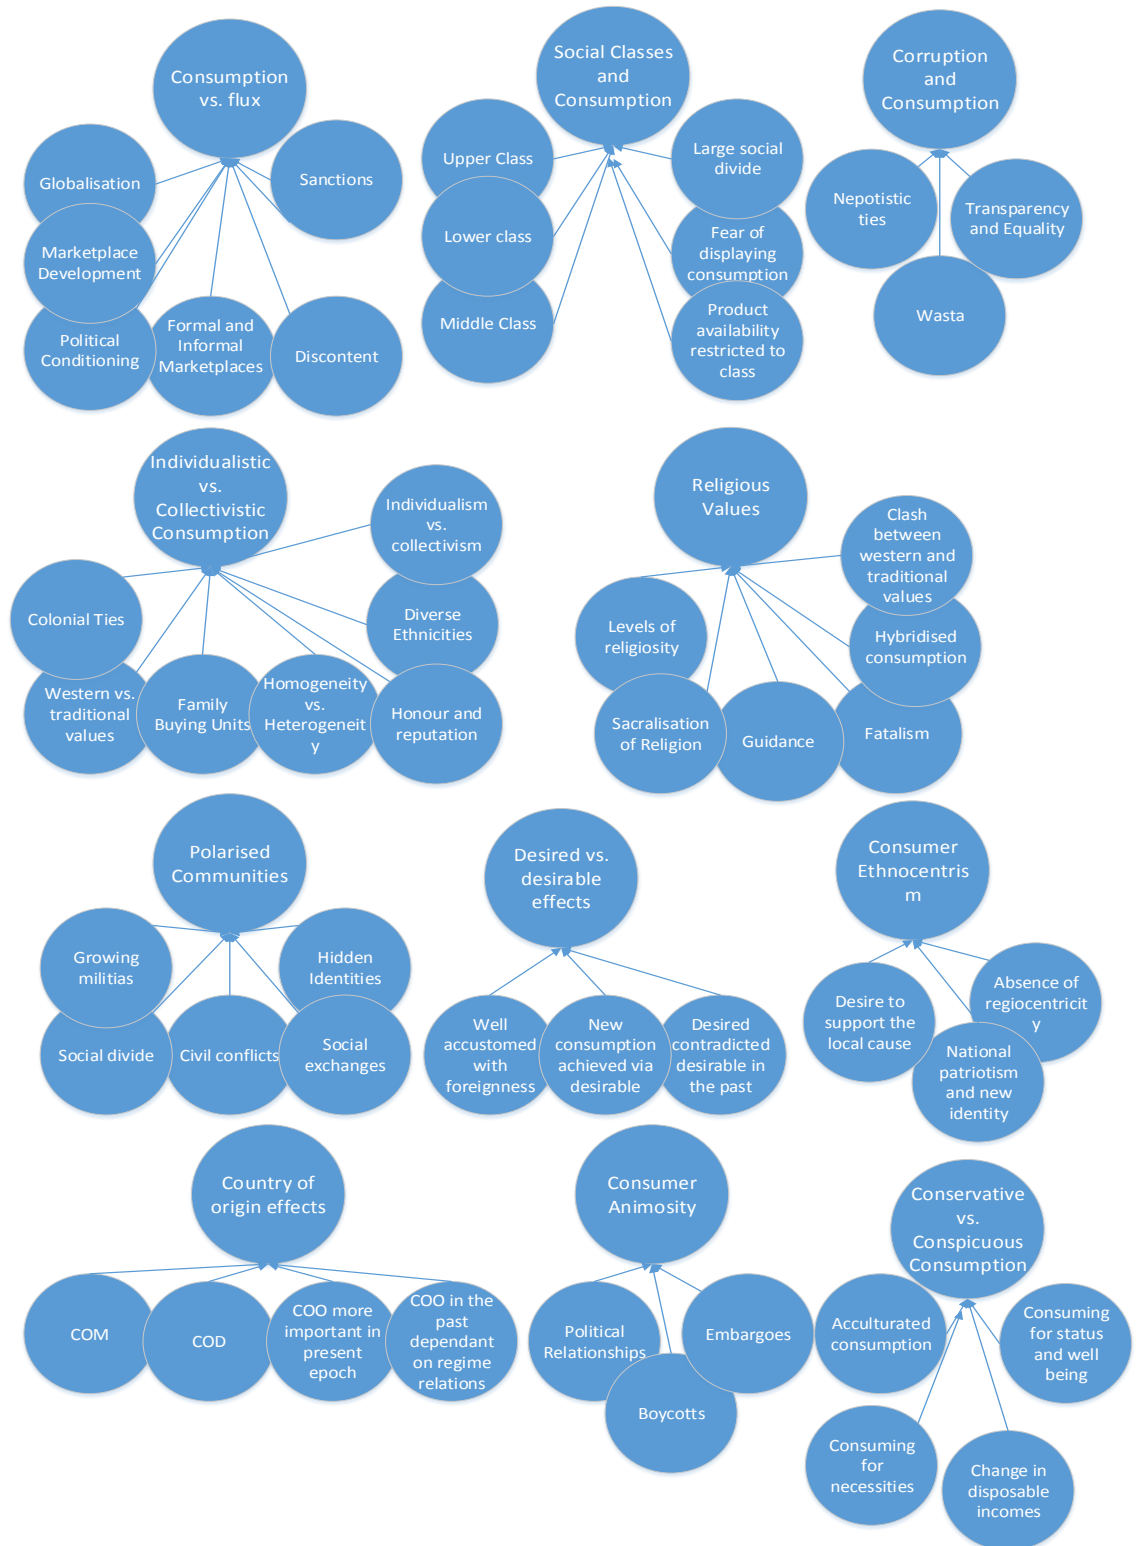 Consumption
vs. flux
Globalisation
Sanctions
Marketplace
Development
Political
Conditioning
Formal and
Informal
Marketplaces
Discontent
Social Classes
and
Consumption
Upper Class
Large social
divide
Lower class
Fear of
displaying
consumption
Middle Class
Product
availability
restricted to
class
Corruption
and
Consumption
Nepotistic
ties
Transparency
and Equality
Wasta
Individualistic
vs.
Collectivistic
Consumption
Individualism
vs.
collectivism
Colonial Ties
Diverse
Ethnicities
Western vs.
traditional
values
Family
Buying Units
Homogeneity
vs.
Heterogeneit
y
Honour and
reputation
Religious
Values
Clash
between
western and
traditional
values
Levels of
religiosity
Hybridised
consumption
Sacralisation
of Religion
Guidance
Fatalism
Polarised
Communities
Growing
militias
Hidden
Identities
Social divide
Civil conflicts
Social
exchanges
Desired vs.
desirable
effects
Well
accustomed
with
foreignness
New
consumption
achieved via
desirable
Desired
contradicted
desirable in
the past
Consumer
Ethnocentris
m
Desire to
support the
local cause
Absence of
regiocentricit
y
National
patriotism
and new
identity
Country of
origin effects
COM
COD
COO more
important in
present
epoch
COO in the
past
dependant
on regime
relations
Consumer
Animosity
Political
Relationships
Embargoes
Boycotts
Conservative
vs.
Conspicuous
Consumption
Acculturated
consumption
Consuming
for status
and well
being
Consuming
for
necessities
Change in
disposable
incomes